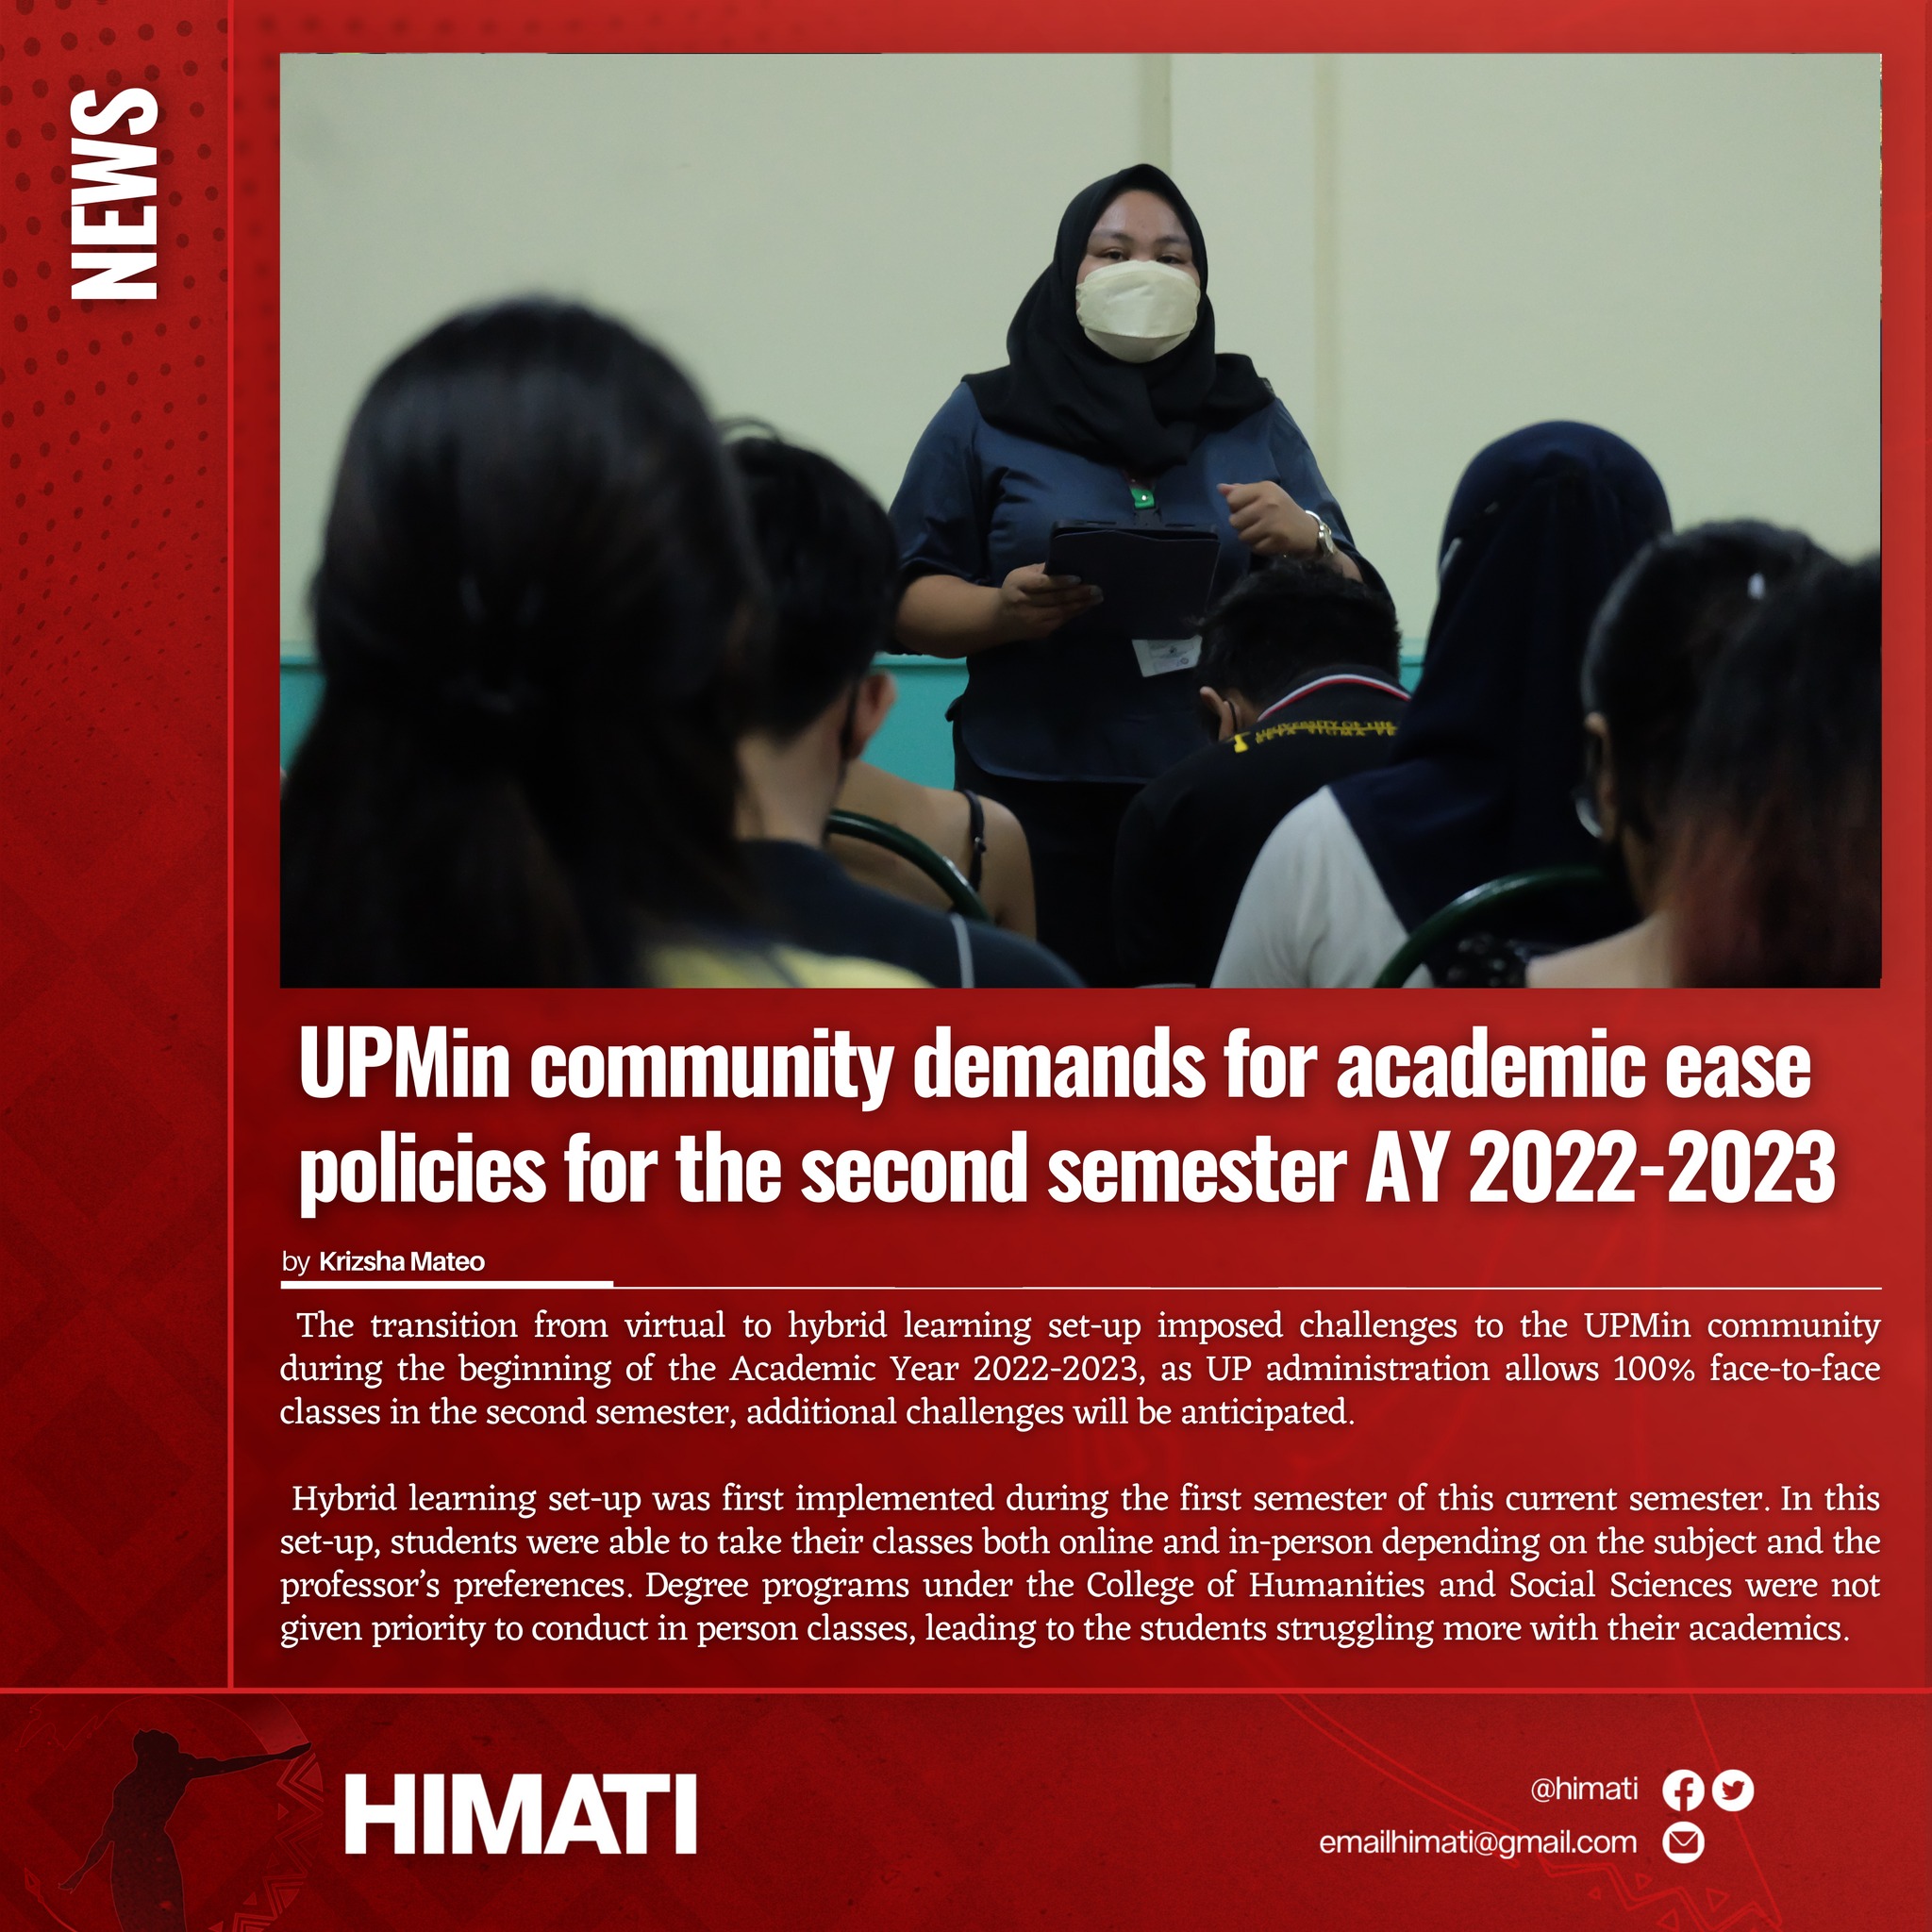 NEWS
UNIVERSITY OF THE
UPMin community demands for academic ease
policies for the second semester AY 2022-2023
by Krizsha Mateo
The transition from virtual to hybrid learning set-up imposed challenges to the UPMin community
during the beginning of the Academic Year 2022-2023, as UP administration allows 100% face-to-face
classes in the second semester, additional challenges will be anticipated.
Hybrid learning set-up was first implemented during the first semester of this current semester. In this
set-up, students were able to take their classes both online and in-person depending on the subject and the
professor’s preferences. Degree programs under the College of Humanities and Social Sciences were not
given priority to conduct in person classes, leading to the students struggling more with their academics.
HIMATI
@himati
emailhimati@gmail.com